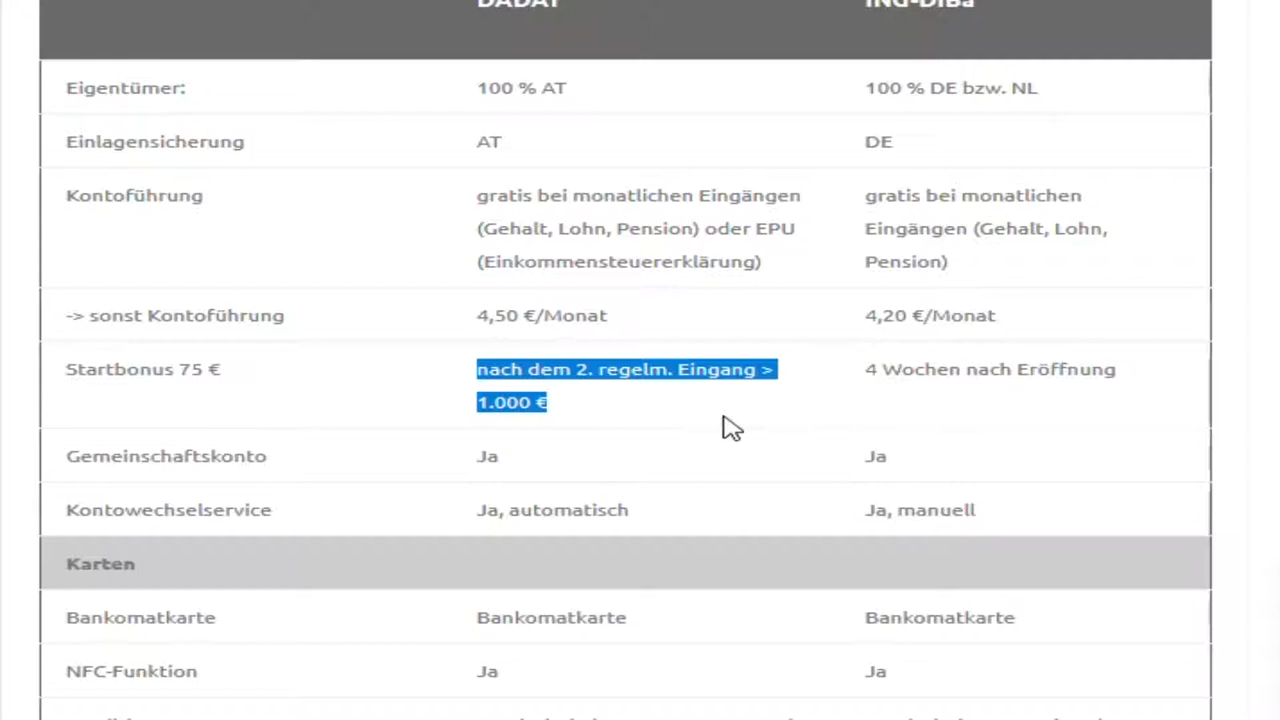 DADAT ING-DiBa
Eigentümer: 100 % AT 100 % DE bzw. NL
Einlagensicherung AT DE
Kontoführung gratis bei monatlichen Eingängen gratis bei monatlichen
(Gehalt, Lohn, Pension) oder EPU Eingängen (Gehalt, Lohn,
(Einkommensteuererklärung) Pension)
-> sonst Kontoführung 4,50 €/Monat 4,20 €/Monat
Startbonus 75 € nach dem 2. regelm. Eingang > 4 Wochen nach Eröffnung
1.000 €
Gemeinschaftskonto Ja Ja
Kontowechselservice Ja, automatisch Ja, manuell
Karten
Bankomatkarte Bankomatkarte Bankomatkarte
NFC-Funktion Ja Ja